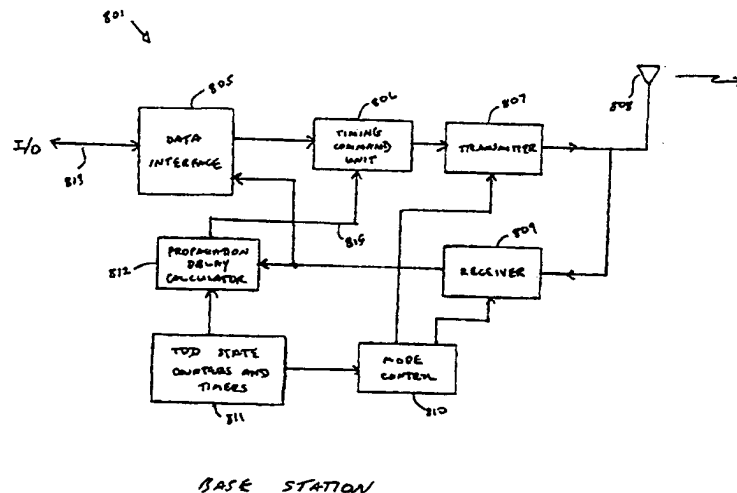 801
805
806
807
808
I/O
813
DATA
INTERFACE
TIMING
COMMAND
UNIT
TRANSMITTER
815
809
812
PROPAGATION
DELAY
CALCULATOR
RECEIVER
TDD STATE
COUNTERS AND
TIMERS
MODE
CONTROL
811
810
BASE STATION